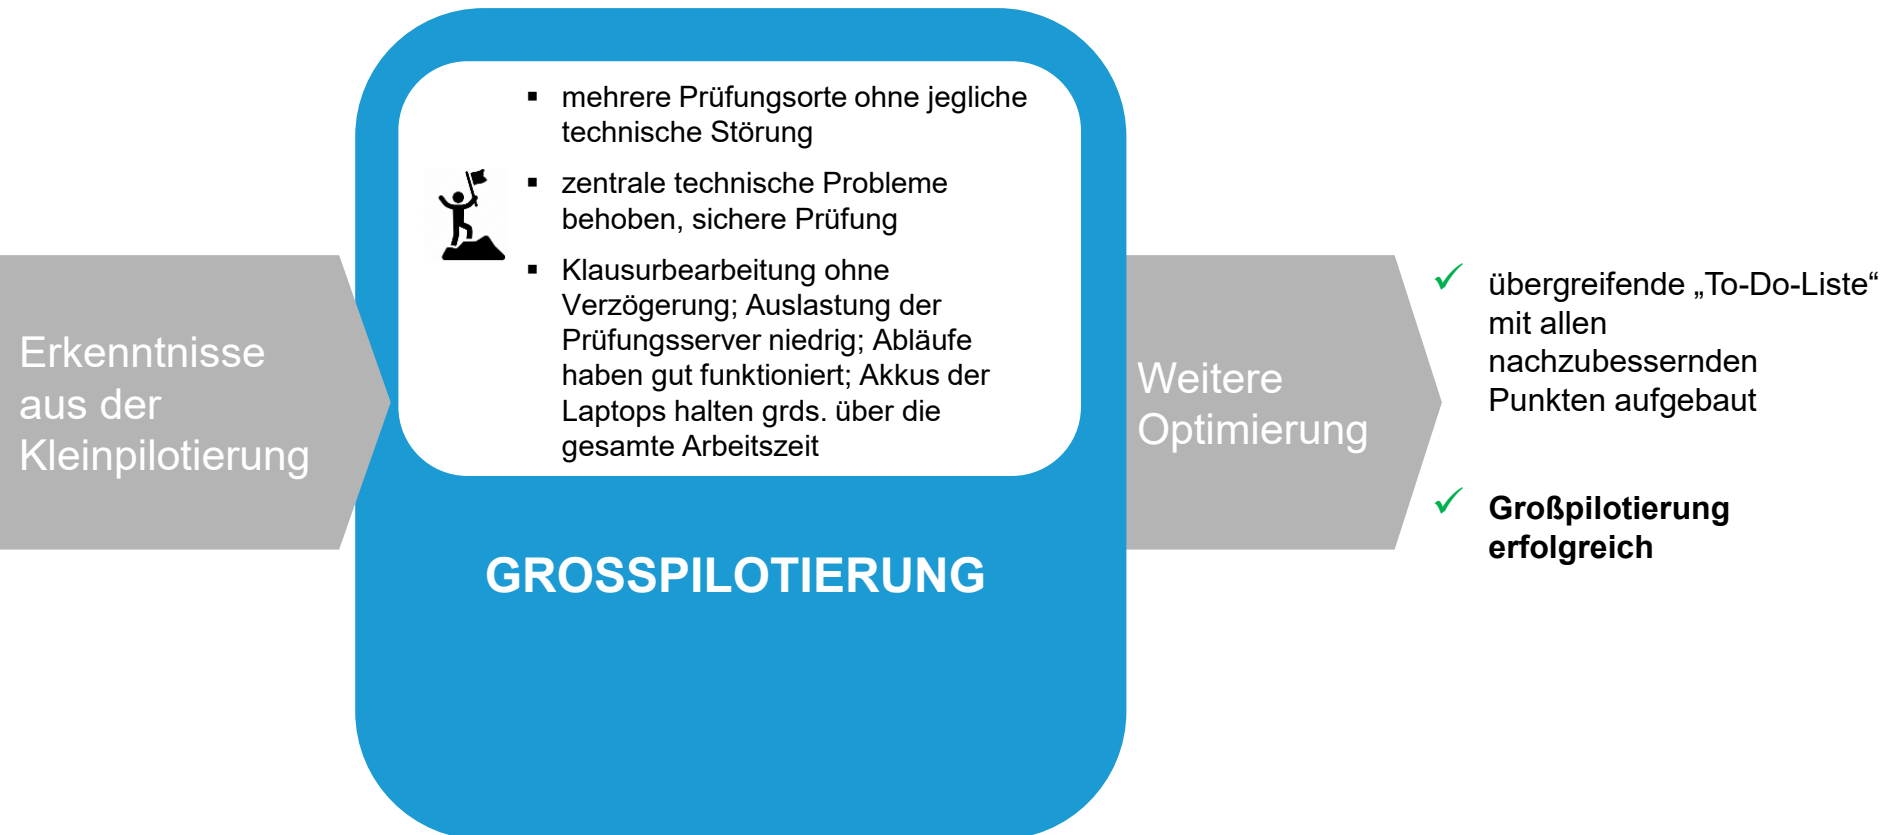 Erkenntnisse
aus der
Kleinpilotierung
▪ mehrere Prüfungsorte ohne jegliche
technische Störung
▪ zentrale technische Probleme
behoben, sichere Prüfung
▪ Klausurbearbeitung ohne
Verzögerung; Auslastung der
Prüfungsserver niedrig; Abläufe
haben gut funktioniert; Akkus der
Laptops halten grds. über die
gesamte Arbeitszeit
GROSSPILOTIERUNG
Weitere
Optimierung
✓ übergreifende „To-Do-Liste“
mit allen
nachzubessernden
Punkten aufgebaut
✓ Großpilotierung
erfolgreich